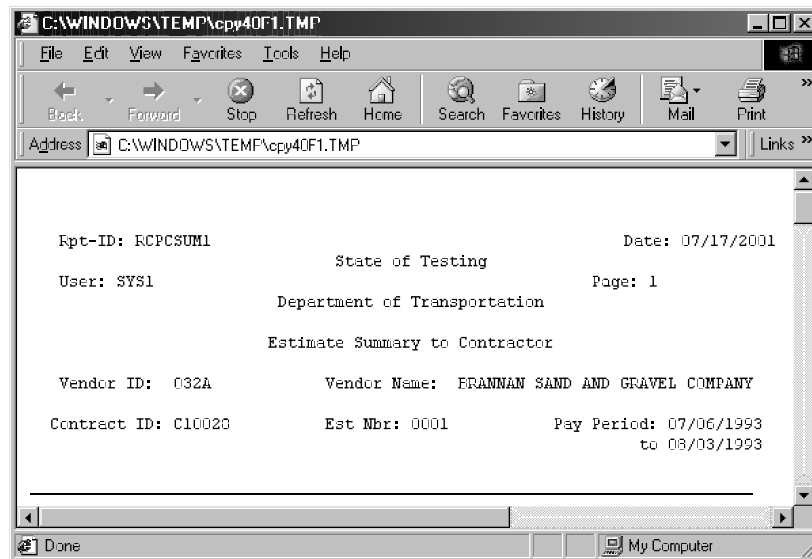 C:\WINDOWS\TEMP\cpy40F1.TMP
File Edit View Favorites Tools Help
Back Forward Stop Refresh Home Search Favorites History Mail Print »
Address C:\WINDOWS\TEMP\cpy40F1.TMP Links »
Rpt-ID: RCPCSUM1 Date: 07/17/2001
State of Testing
User: SYS1 Page: 1
Department of Transportation
Estimate Summary to Contractor
Vendor ID: 032A Vendor Name: BRANNAN SAND AND GRAVEL COMPANY
Contract ID: C10028 Est Nbr: 0001 Pay Period: 07/06/1993
to 08/03/1993
Done My Computer